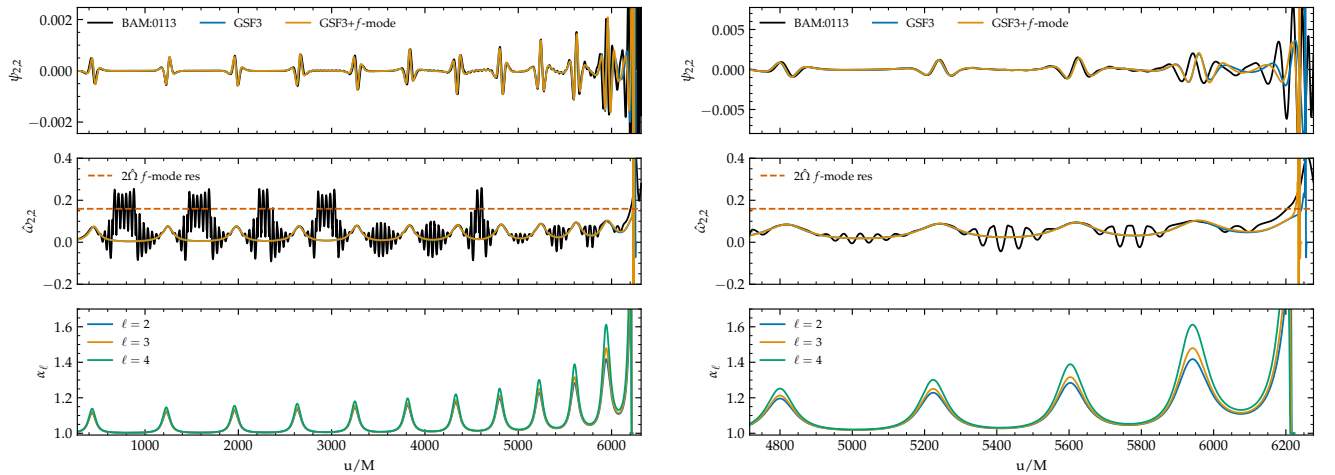 BAM:0113 GSF3 GSF3+f-mode
0.002
0.000
−0.002
ψ2,2
0.4
0.2
0.0
−0.2
ω̂2,2
2Ω̂ f-mode res
1.6
1.4
1.2
1.0
αℓ
ℓ = 2
ℓ = 3
ℓ = 4
1000 2000 3000 4000 5000 6000
u/M
BAM:0113 GSF3 GSF3+f-mode
0.005
0.000
−0.005
ψ2,2
0.4
0.2
0.0
−0.2
ω̂2,2
2Ω̂ f-mode res
1.6
1.4
1.2
1.0
αℓ
ℓ = 2
ℓ = 3
ℓ = 4
4800 5000 5200 5400 5600 5800 6000 6200
u/M